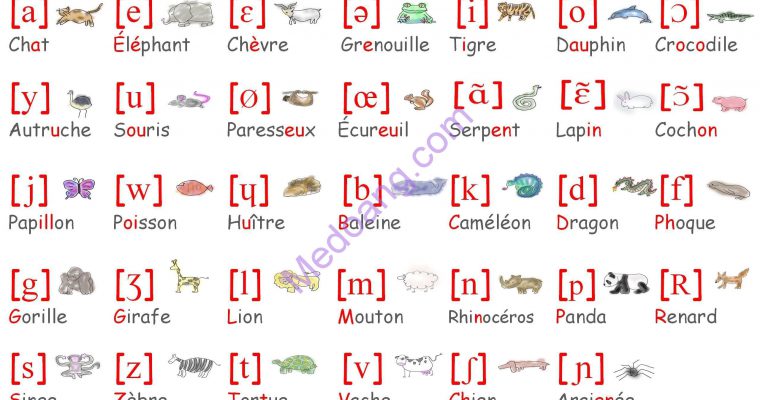 [a] [e] [ɛ] [ə] [i] [o] [ɔ]
Chat Éléphant Chèvre Grenouille Tigre Dauphin Crocodile
[y] [u] [ø] [œ] [ɑ̃] [ɛ̃] [ɔ̃]
Autruche Souris Paresseux Écureuil Serpent Lapin Cochon
[j] [w] [ɥ] [b] [k] [d] [f]
Papillon Poisson Huître Baleine Caméléon Dragon Phoque
[g] [ʒ] [l] [m] [n] [p] [R]
Gorille Girafe Lion Mouton Rhinocéros Panda Renard
[s] [z] [t] [v] [ʃ] [ɲ]
Singe Zèbre Tortue Vache Chien Araignée
Medoang.com